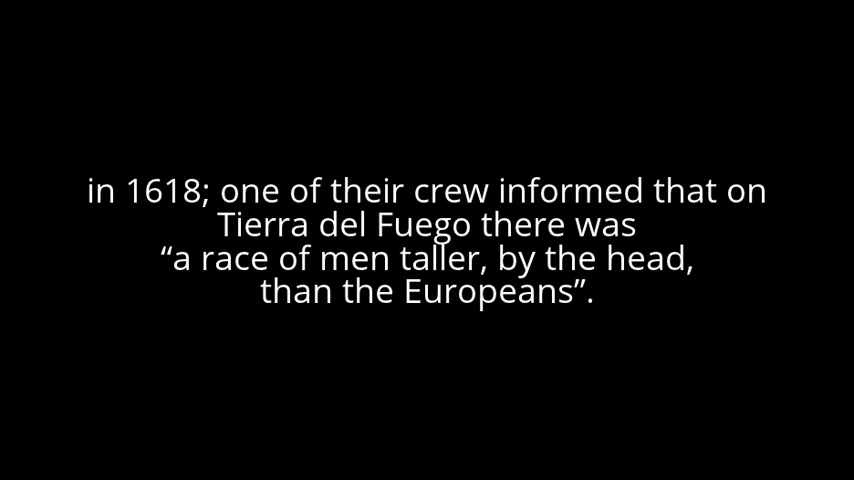 in 1618; one of their crew informed that on
Tierra del Fuego there was
“a race of men taller, by the head,
than the Europeans”.